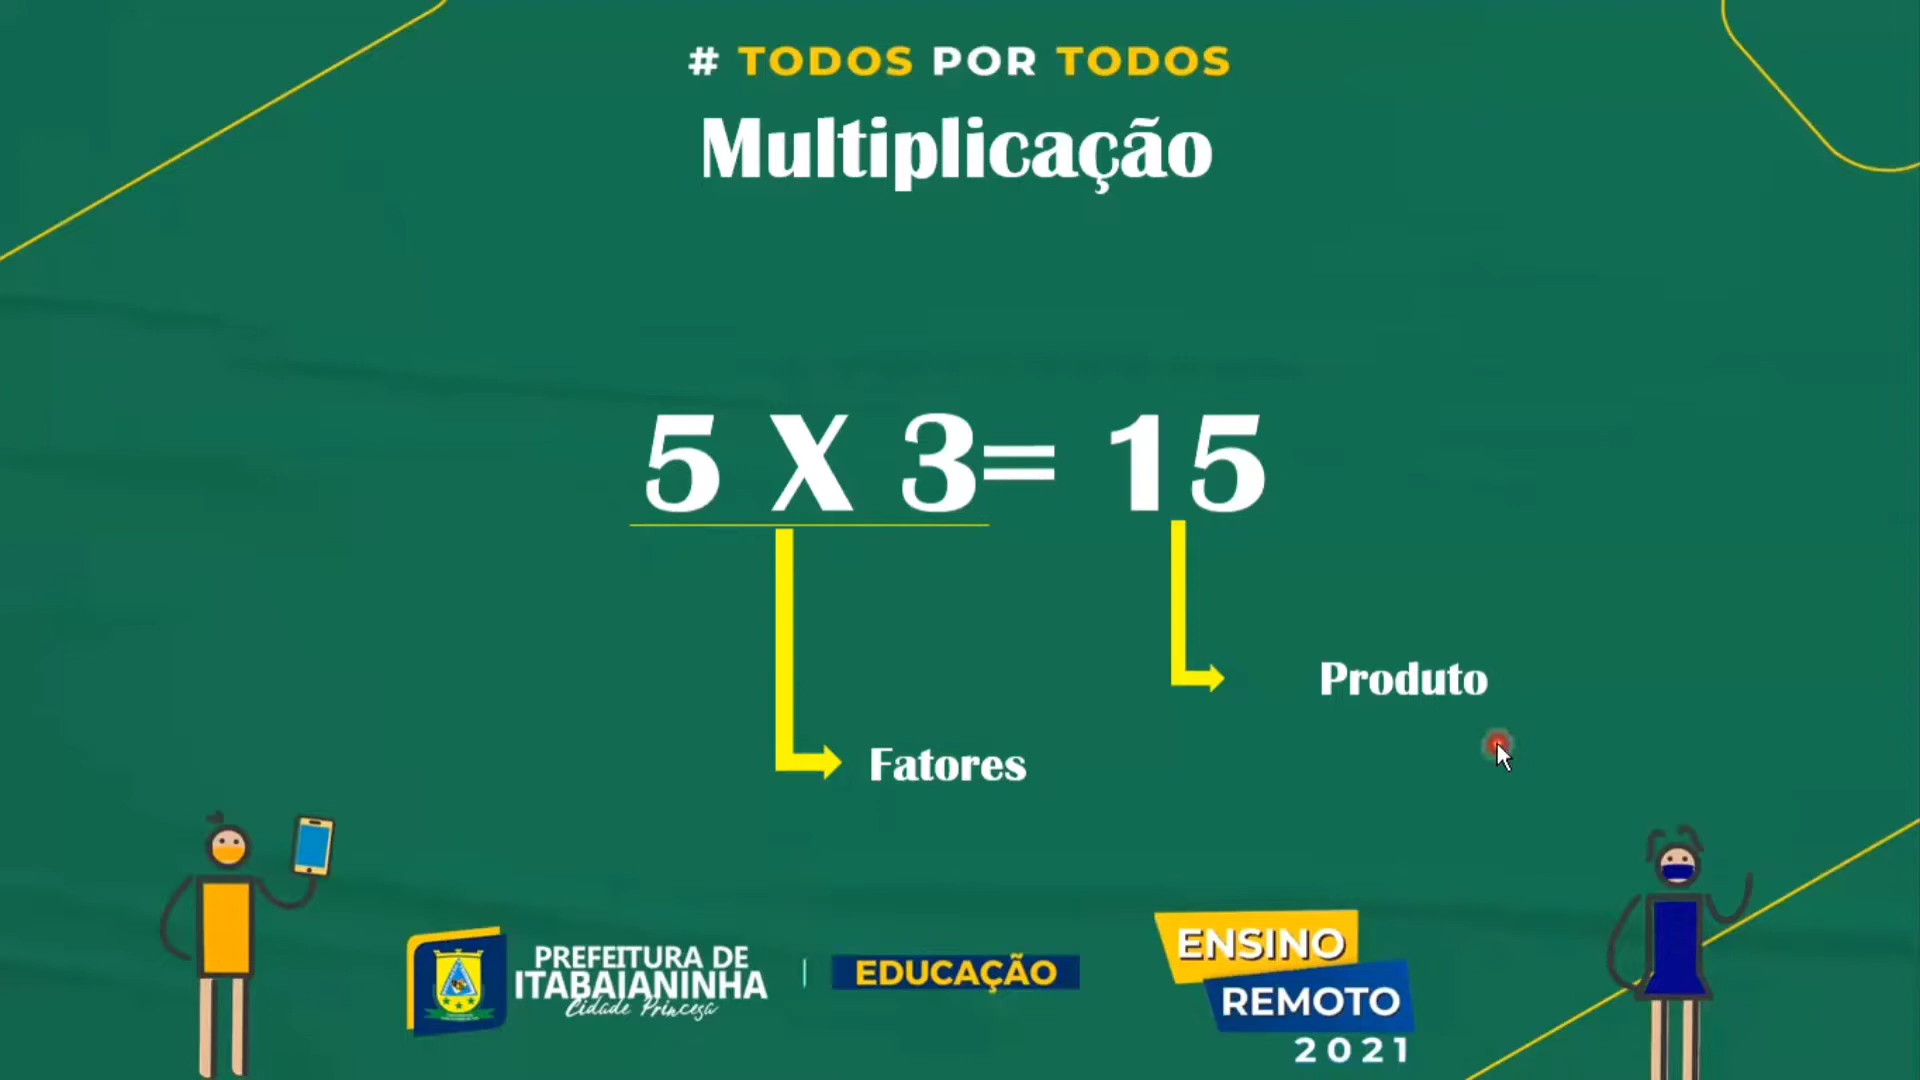 # TODOS POR TODOS
Multiplicação
5 X 3= 15
Produto
Fatores
PREFEITURA DE
ITABAIANINHA
Cidade Princesa
EDUCAÇÃO
ENSINO
REMOTO
2021